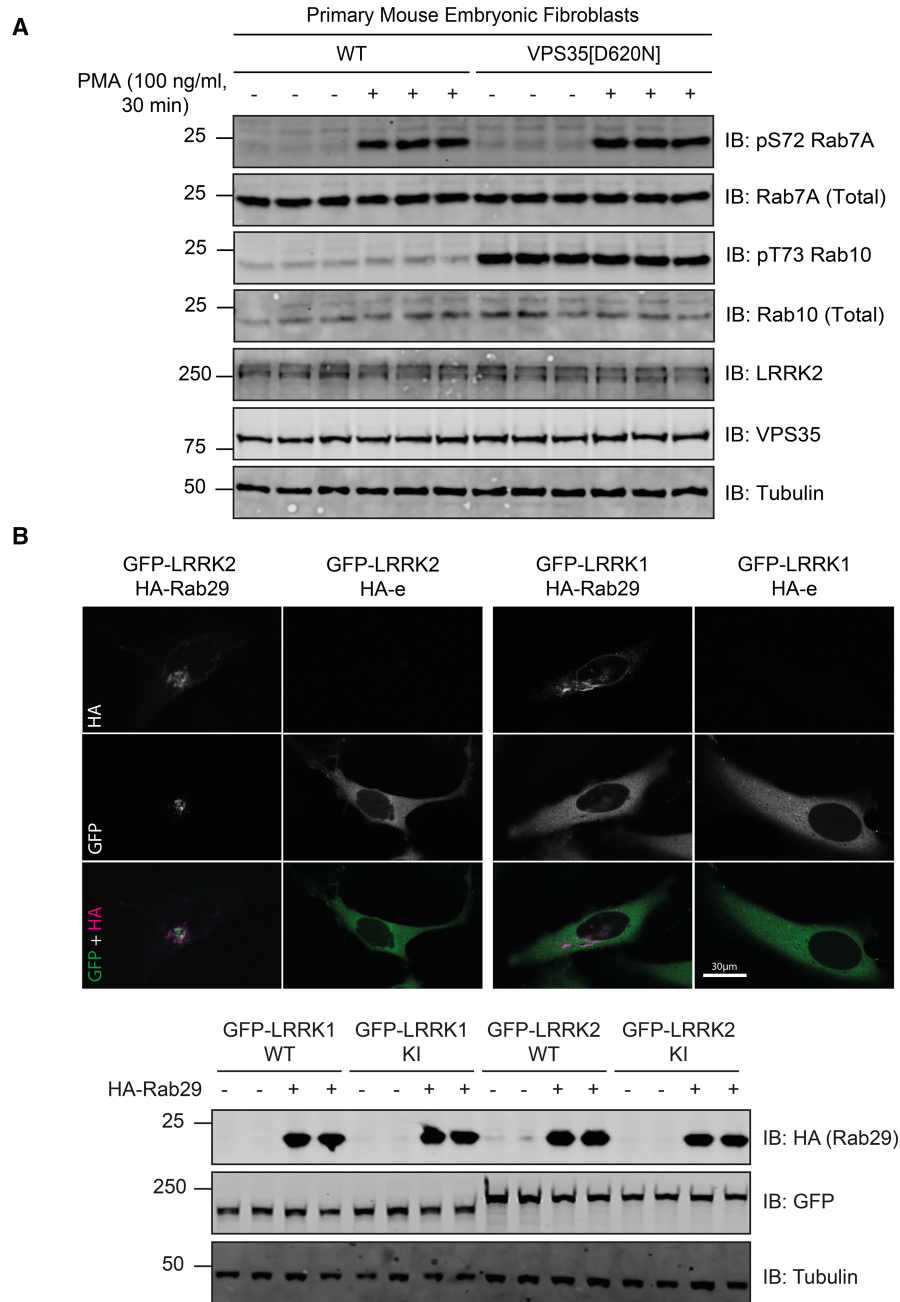 A
Primary Mouse Embryonic Fibroblasts
WT VPS35[D620N]
PMA (100 ng/ml, 30 min) - - - + + + - - - + + +
25 IB: pS72 Rab7A
25 IB: Rab7A (Total)
25 IB: pT73 Rab10
25 IB: Rab10 (Total)
250 IB: LRRK2
75 IB: VPS35
50 IB: Tubulin
B
GFP-LRRK2 GFP-LRRK2 GFP-LRRK1 GFP-LRRK1
HA-Rab29 HA-e HA-Rab29 HA-e
HA
GFP
GFP + HA
30µm
GFP-LRRK1 GFP-LRRK1 GFP-LRRK2 GFP-LRRK2
WT KI WT KI
HA-Rab29 - - + + - - + + - - + + - - + +
25 IB: HA (Rab29)
250 IB: GFP
50 IB: Tubulin